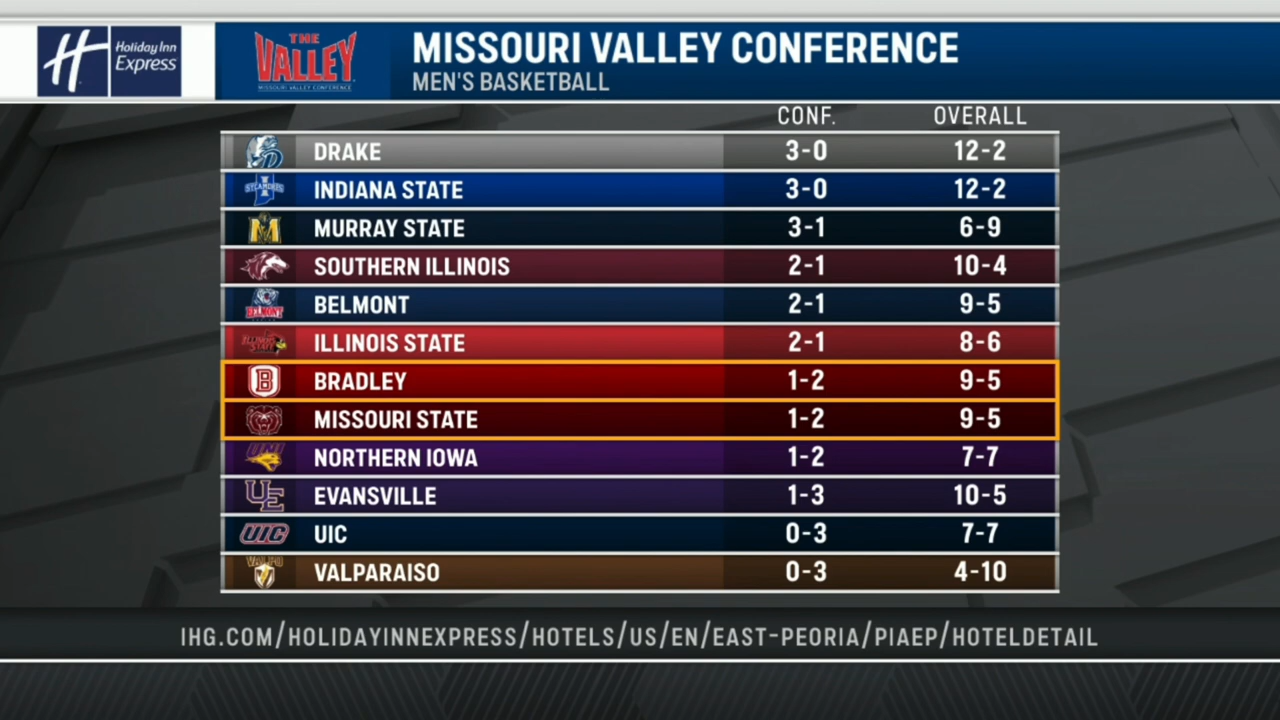 Holiday Inn
Express
THE
VALLEY
MISSOURI VALLEY CONFERENCE
MISSOURI VALLEY CONFERENCE
MEN'S BASKETBALL
CONF. OVERALL
DRAKE 3-0 12-2
INDIANA STATE 3-0 12-2
MURRAY STATE 3-1 6-9
SOUTHERN ILLINOIS 2-1 10-4
BELMONT 2-1 9-5
ILLINOIS STATE 2-1 8-6
BRADLEY 1-2 9-5
MISSOURI STATE 1-2 9-5
NORTHERN IOWA 1-2 7-7
EVANSVILLE 1-3 10-5
UIC 0-3 7-7
VALPARAISO 0-3 4-10
IHG.COM/HOLIDAYINNEXPRESS/HOTELS/US/EN/EAST-PEORIA/PIAEP/HOTELDETAIL